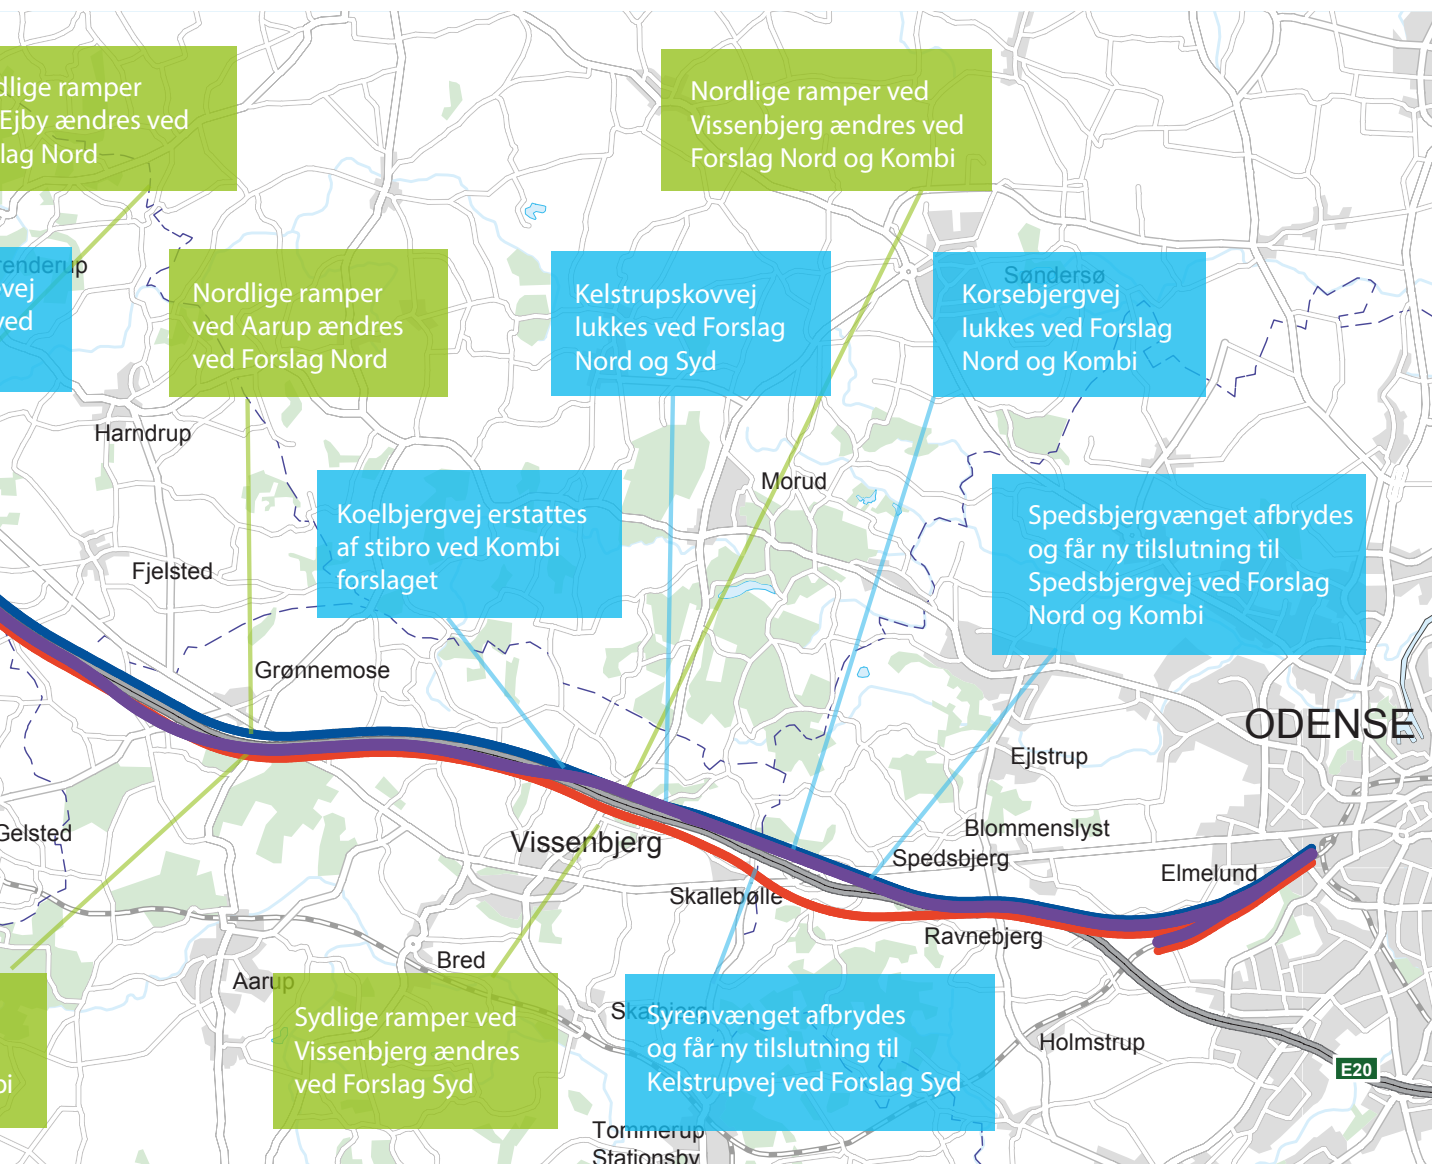 dlige ramper
Ejby ændres ved
lag Nord
Nordlige ramper ved
Vissenbjerg ændres ved
Forslag Nord og Kombi
renderup
vej
ved
Nordlige ramper
ved Aarup ændres
ved Forslag Nord
Kelstrupskovvej
lukkes ved Forslag
Nord og Syd
Søndersø
Korsebjergvej
lukkes ved Forslag
Nord og Kombi
Harndrup
Morud
Koelbjergvej erstattes
af stibro ved Kombi
forslaget
Spedsbjergvænget afbrydes
og får ny tilslutning til
Spedsbjergvej ved Forslag
Nord og Kombi
Fjelsted
Grønnemose
ODENSE
Ejlstrup
Gelsted
Vissenbjerg
Blommenslyst
Spedsbjerg
Elmelund
Skallebølle
Ravnebjerg
Bred
Aarup
Skalbjerg
Sydlige ramper ved
Vissenbjerg ændres
ved Forslag Syd
Syrenvænget afbrydes
og får ny tilslutning til
Kelstrupvej ved Forslag Syd
Holmstrup
E20
bi
Tommerup
Stationsby